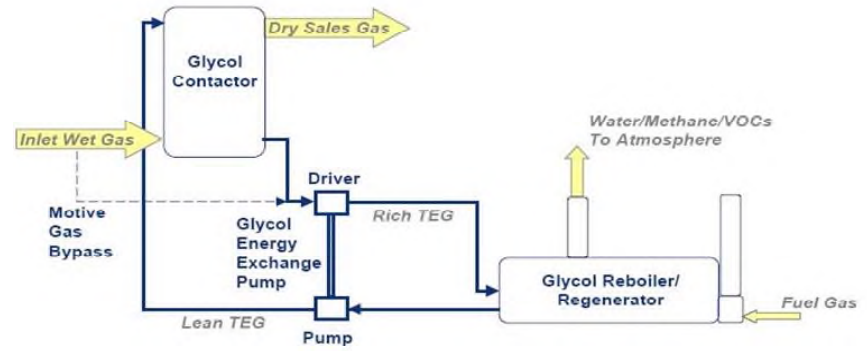 Dry Sales Gas
Glycol
Contactor
Inlet Wet Gas
Water/Methane/VOCs
To Atmosphere
Motive
Gas
Bypass
Driver
Glycol
Energy
Exchange
Pump
Rich TEG
Glycol Reboiler/
Regenerator
Fuel Gas
Lean TEG
Pump